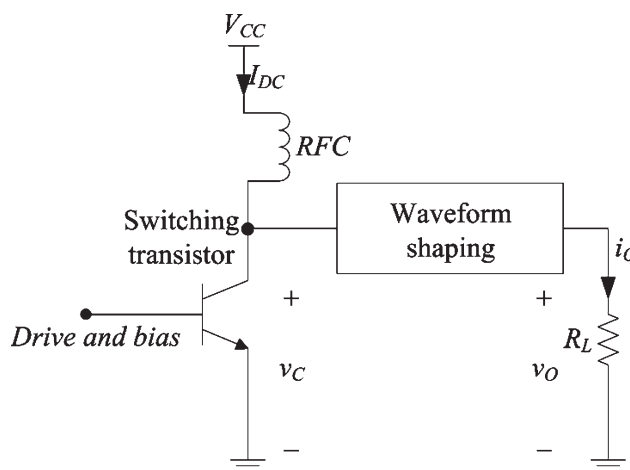 V_CC
I_DC
RFC
Switching
transistor
Waveform
shaping
i_O
+
+
Drive and bias
R_L
v_C
v_O
−
−